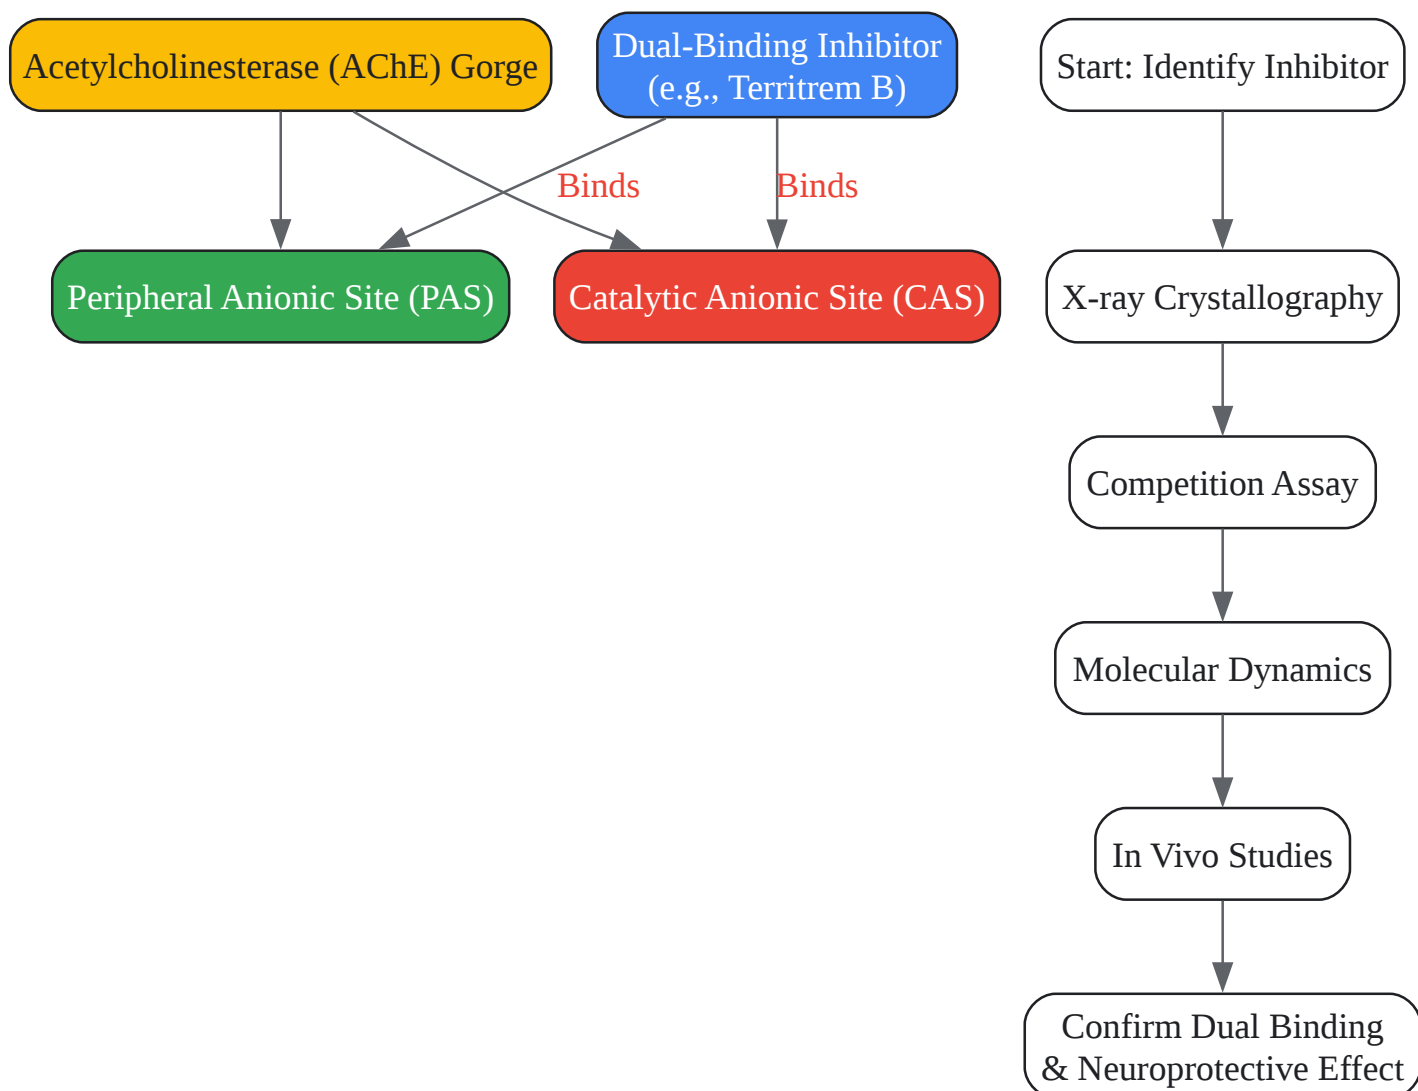 Acetylcholinesterase (AChE) Gorge
Dual-Binding Inhibitor
(e.g., Territrem B)
Start: Identify Inhibitor
Binds
Binds
Peripheral Anionic Site (PAS)
Catalytic Anionic Site (CAS)
X-ray Crystallography
Competition Assay
Molecular Dynamics
In Vivo Studies
Confirm Dual Binding
& Neuroprotective Effect